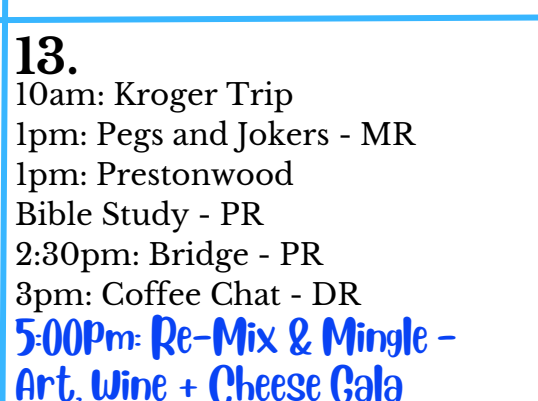 13.
10am: Kroger Trip
1pm: Pegs and Jokers - MR
1pm: Prestonwood
Bible Study - PR
2:30pm: Bridge - PR
3pm: Coffee Chat - DR
5:00pm: Re-Mix & Mingle -
Art, Wine + Cheese Gala